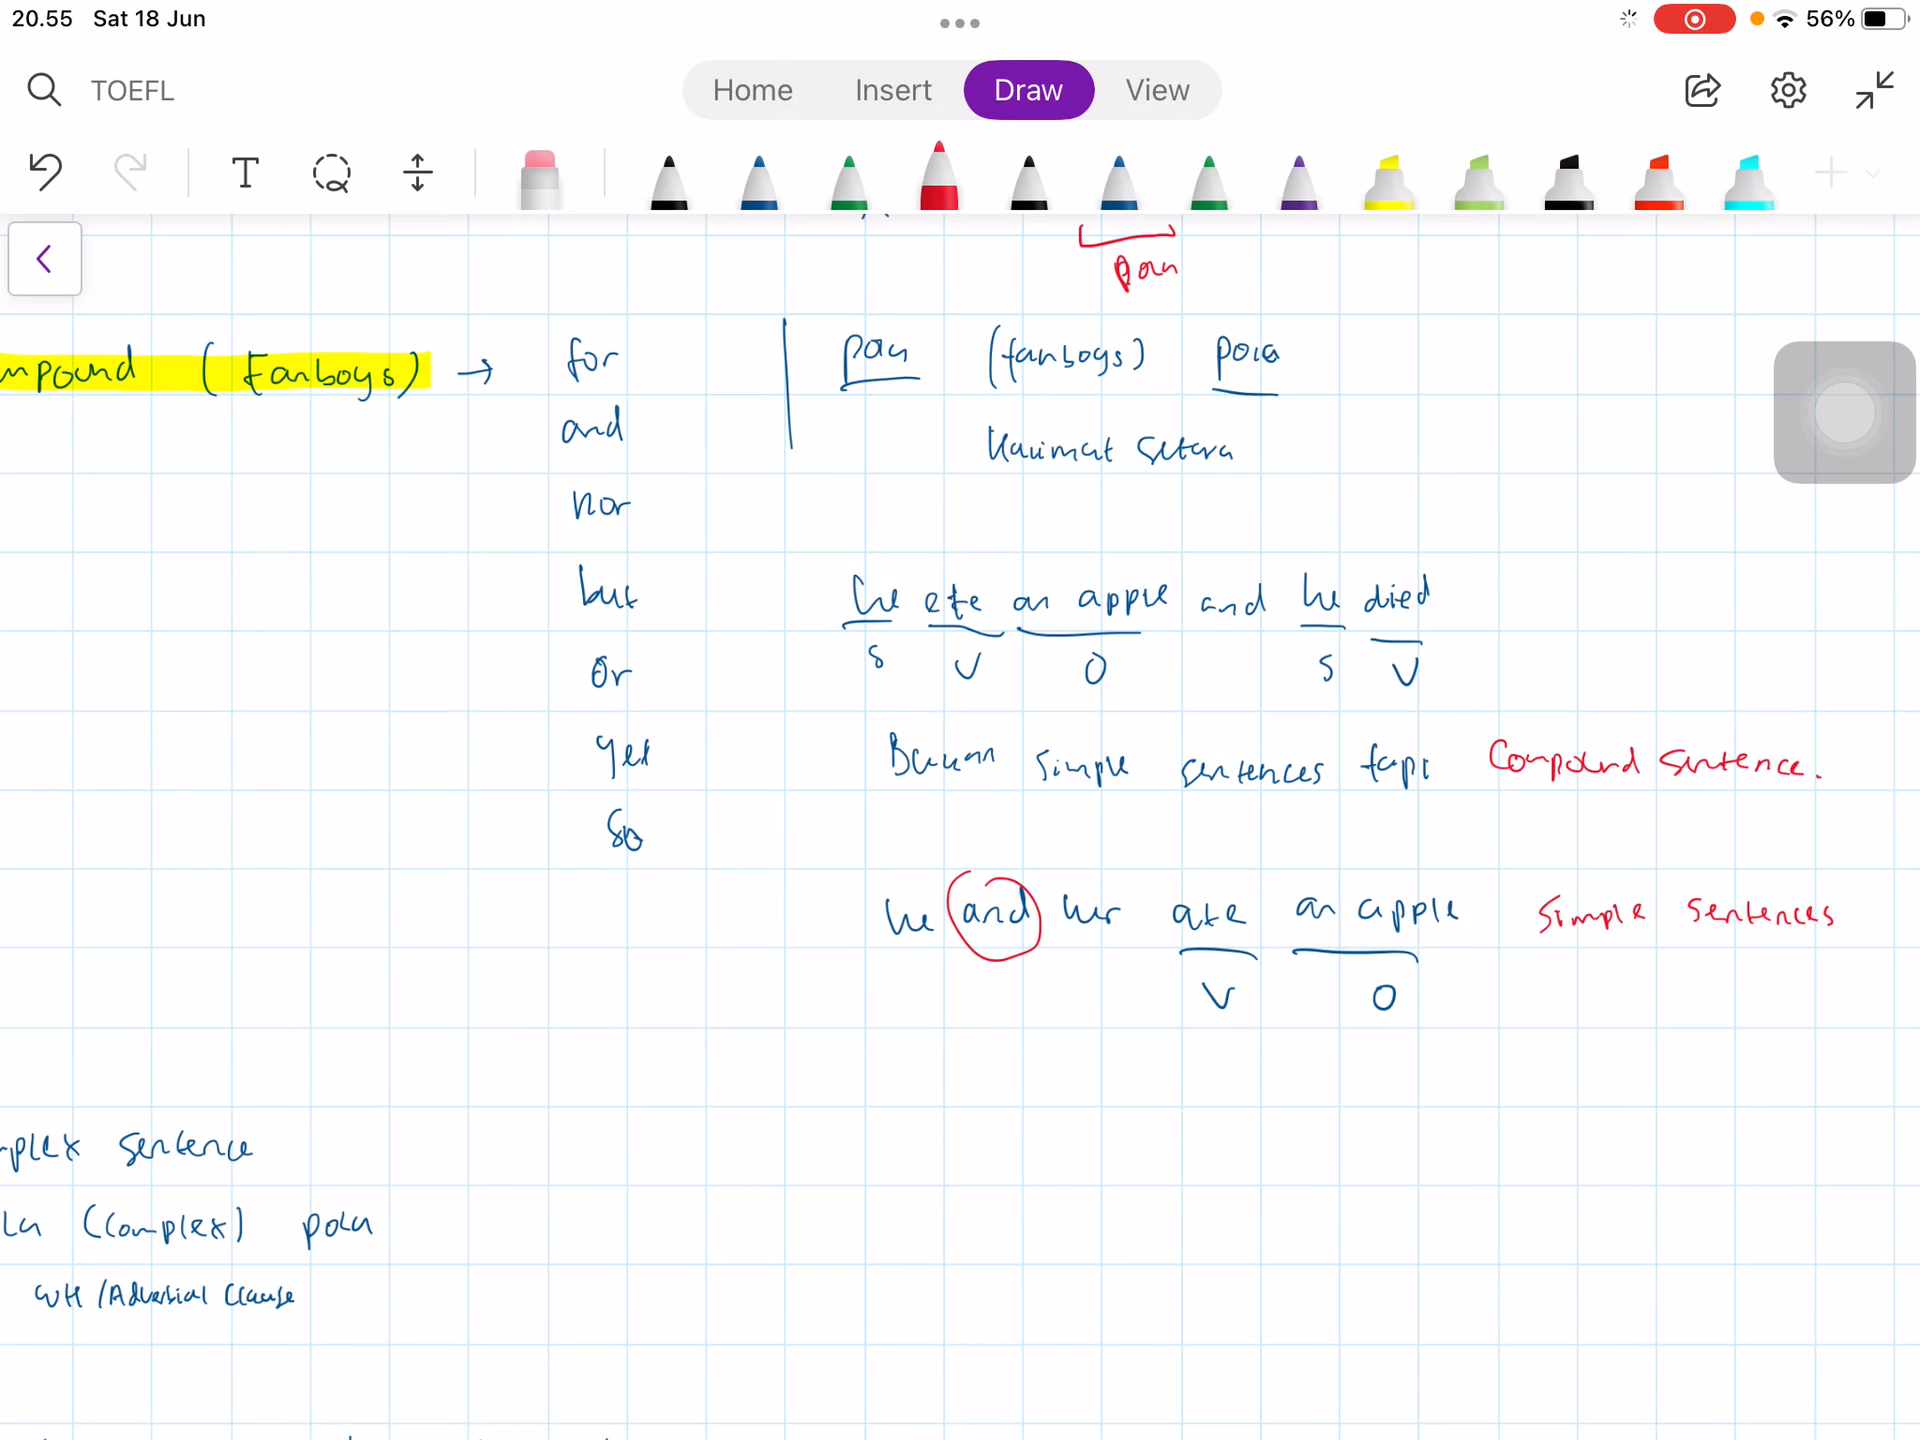 20.55 Sat 18 Jun
56%
TOEFL
Home Insert Draw View
pola
mpound (Fanboys) → for
and
nor
but
or
yet
so
pola (fanboys) pola
Kalimat Setara
he ate an apple and he died
S V O S V
Bukan simple sentences tapi Compound Sentence.
he and her ate an apple Simple Sentences
V O
mplex sentence
la (Complex) pola
WH / Adverbial Clause